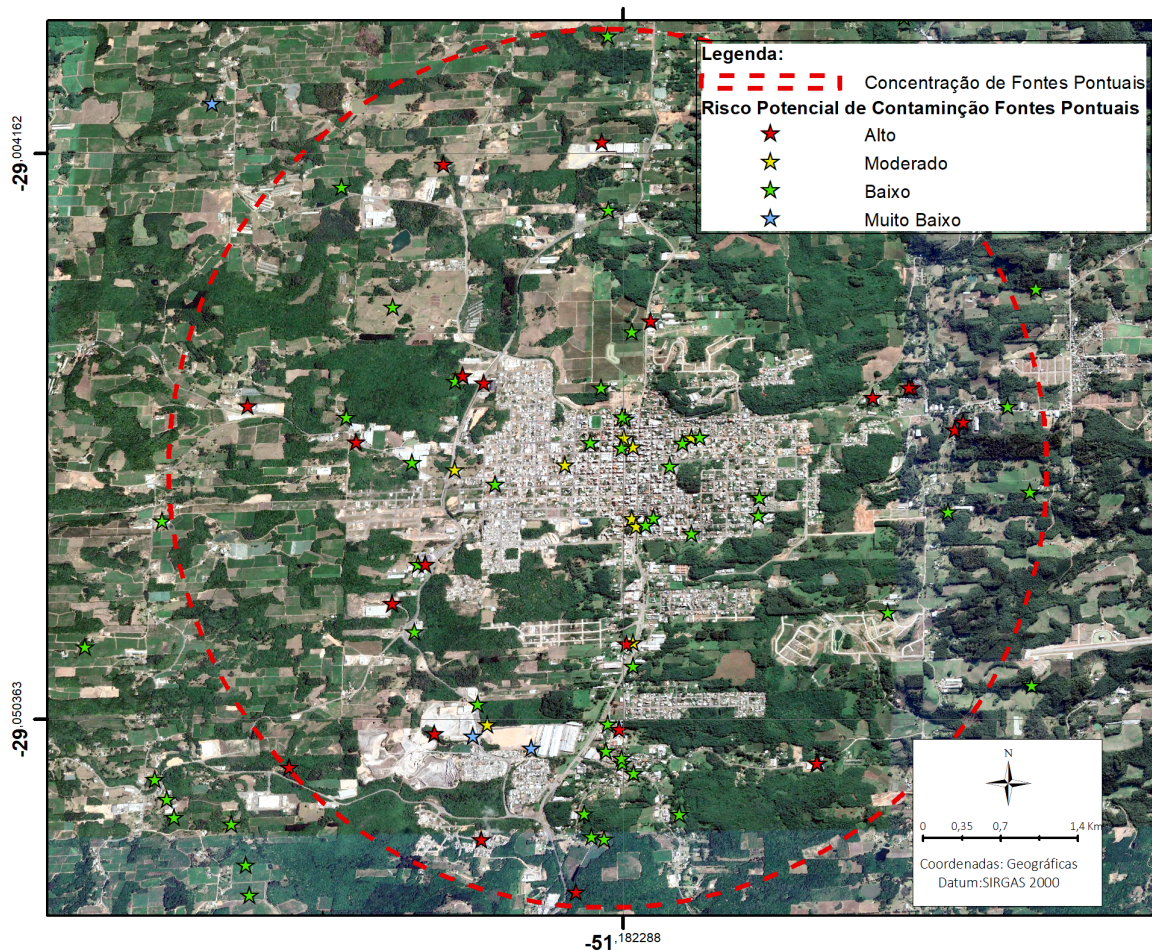 Legenda:
Concentração de Fontes Pontuais
Risco Potencial de Contaminção Fontes Pontuais
Alto
Moderado
Baixo
Muito Baixo
-29,004162
-29,050363
N
0 0,35 0,7 1,4 Km
Coordenadas: Geográficas
Datum:SIRGAS 2000
-51,182288